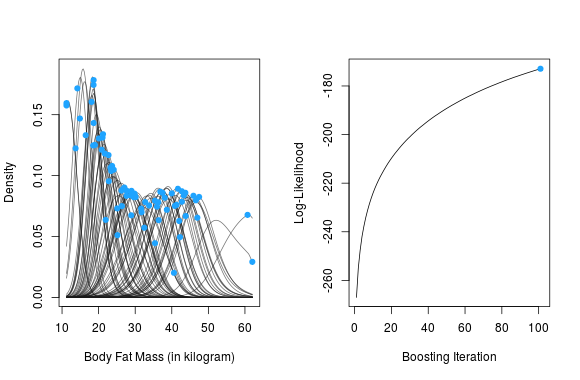 Density
0.00
0.05
0.10
0.15
10 20 30 40 50 60
Body Fat Mass (in kilogram)
Log-Likelihood
-260
-240
-220
-200
-180
0 20 40 60 80 100
Boosting Iteration